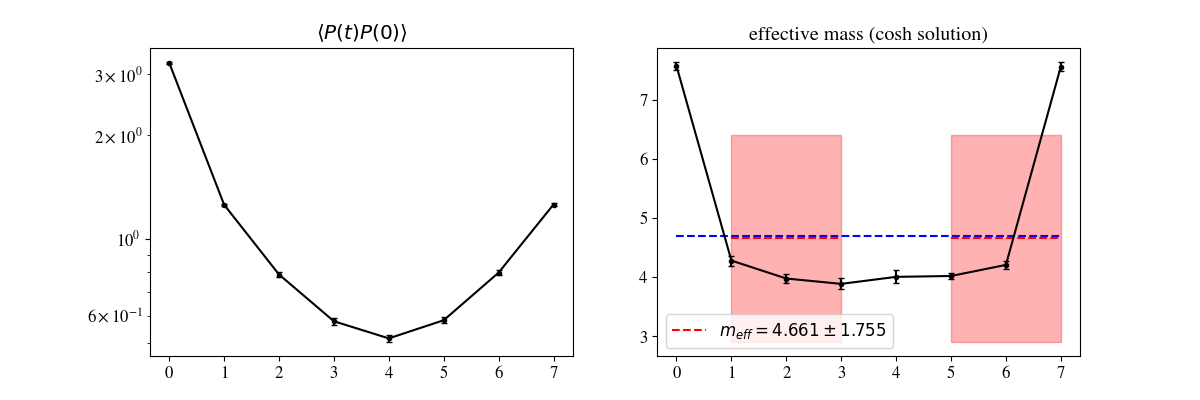 ⟨P(t)P(0)⟩
3 × 10⁰
2 × 10⁰
10⁰
6 × 10⁻¹
0 1 2 3 4 5 6 7
effective mass (cosh solution)
7
6
5
4
3
m_eff = 4.661 ± 1.755
0 1 2 3 4 5 6 7